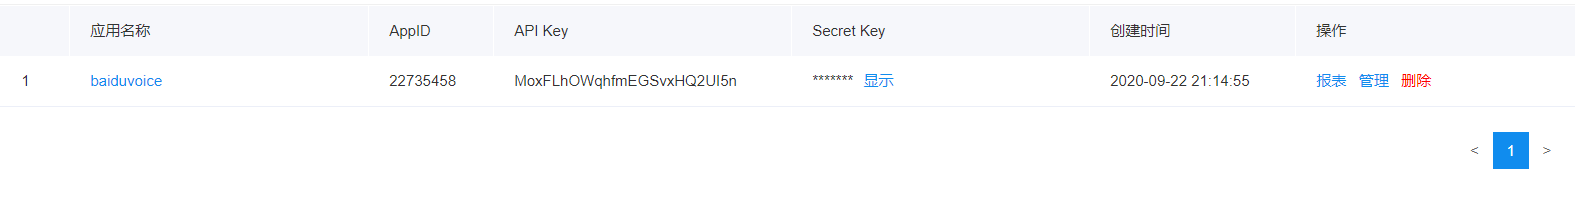 应用名称 AppID API Key Secret Key 创建时间 操作
1 baiduvoice 22735458 MoxFLhOWqhfmEGSvxHQ2UI5n ******* 显示 2020-09-22 21:14:55 报表 管理 删除
< 1 >